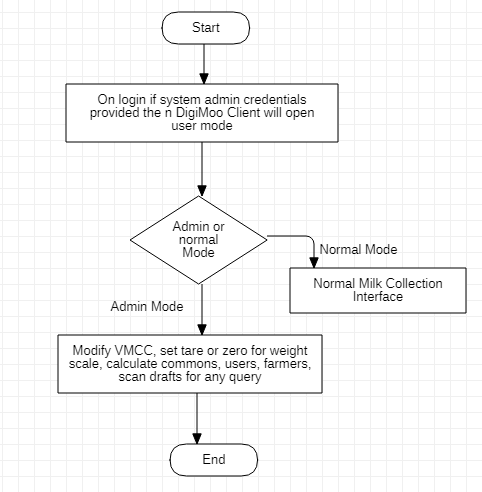 Start
On login if system admin credentials
provided the n DigiMoo Client will open
user mode
Admin or
normal
Mode
Normal Mode
Normal Milk Collection
Interface
Admin Mode
Modify VMCC, set tare or zero for weight
scale, calculate commons, users, farmers,
scan drafts for any query
End